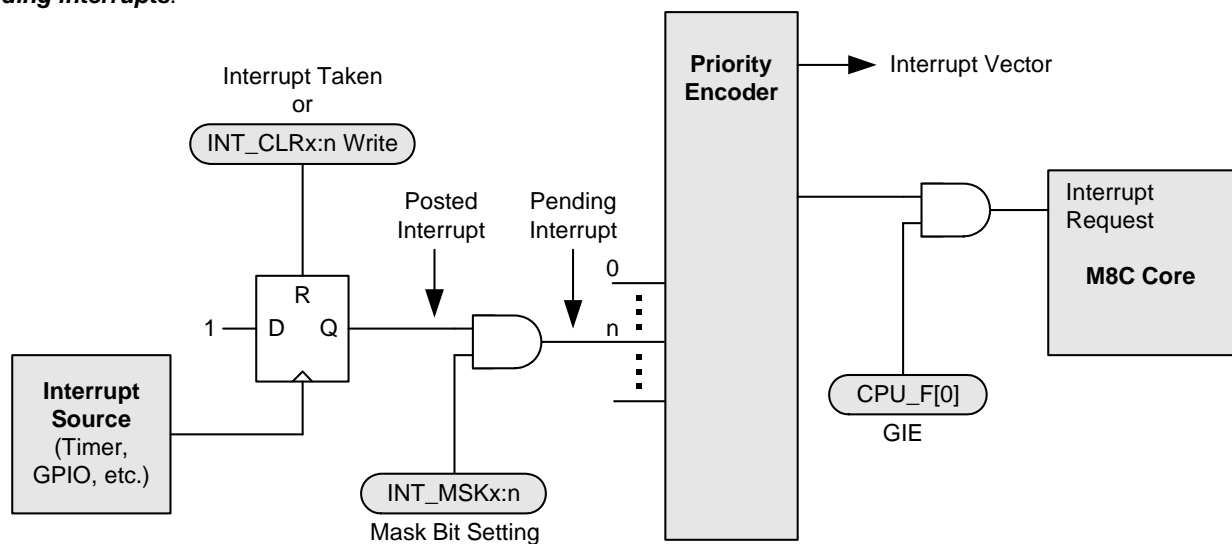 ding Interrupts.
Interrupt Taken
or
INT_CLRx:n Write
Priority
Encoder
Interrupt Vector
Posted
Interrupt
Pending
Interrupt
Interrupt
Request
M8C Core
0
n
R
1
D
Q
Interrupt
Source
(Timer,
GPIO, etc.)
CPU_F[0]
GIE
INT_MSKx:n
Mask Bit Setting